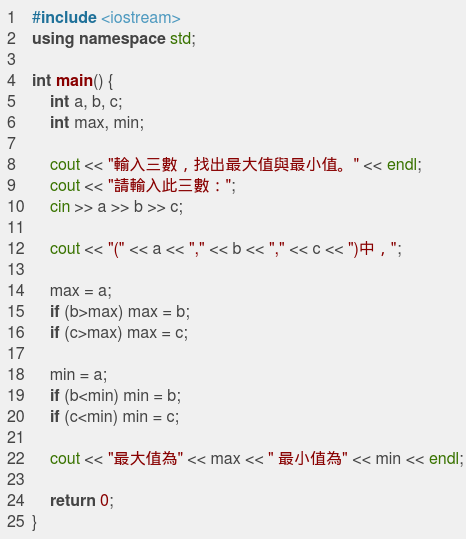 1 #include <iostream>
2 using namespace std;
3
4 int main() {
5     int a, b, c;
6     int max, min;
7
8     cout << "輸入三數，找出最大值與最小值。" << endl;
9     cout << "請輸入此三數：";
10     cin >> a >> b >> c;
11
12     cout << "(" << a << "," << b << "," << c << ")中，";
13
14     max = a;
15     if (b>max) max = b;
16     if (c>max) max = c;
17
18     min = a;
19     if (b<min) min = b;
20     if (c<min) min = c;
21
22     cout << "最大值為" << max << " 最小值為" << min << endl;
23
24     return 0;
25 }